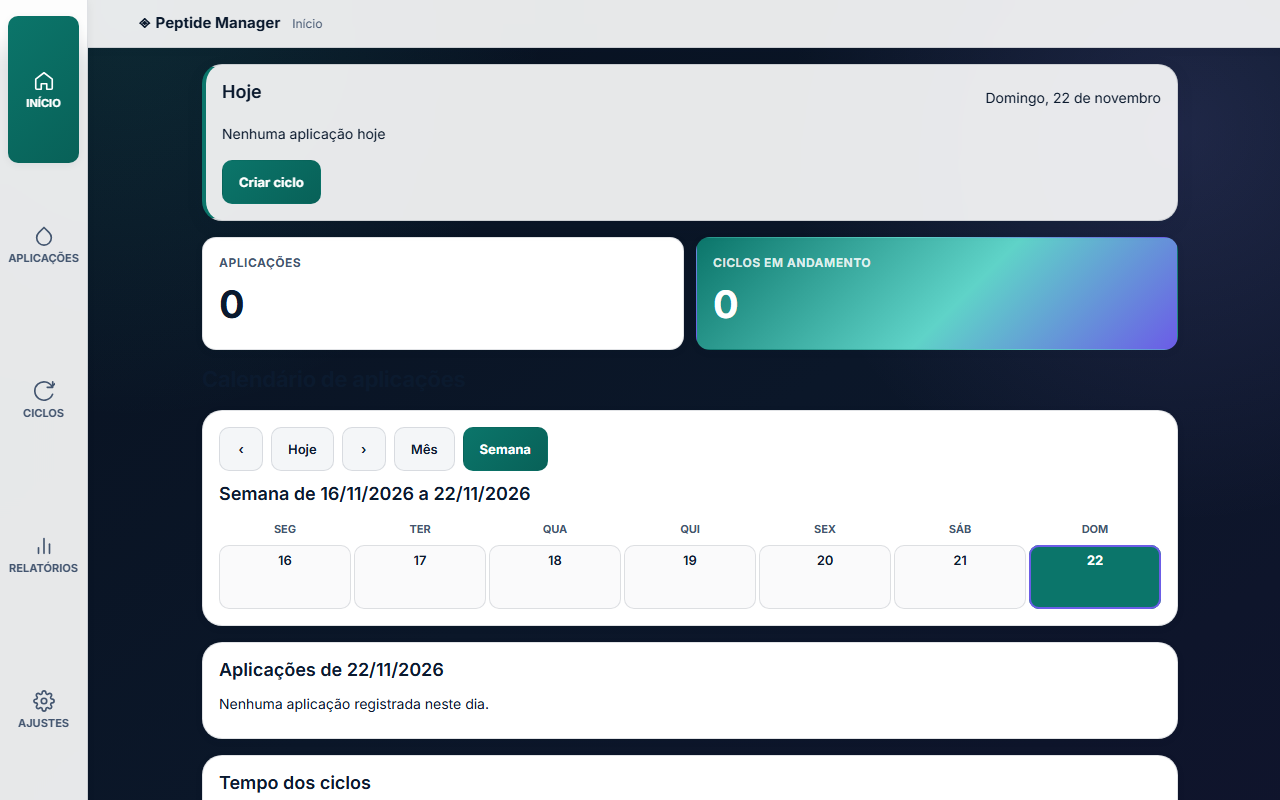 Peptide Manager Início
INÍCIO
APLICAÇÕES
CICLOS
RELATÓRIOS
AJUSTES
Hoje
Domingo, 22 de novembro
Nenhuma aplicação hoje
Criar ciclo
APLICAÇÕES
0
CICLOS EM ANDAMENTO
0
Calendário de aplicações
‹ Hoje › Mês Semana
Semana de 16/11/2026 a 22/11/2026
SEG TER QUA QUI SEX SÁB DOM
16 17 18 19 20 21 22
Aplicações de 22/11/2026
Nenhuma aplicação registrada neste dia.
Tempo dos ciclos